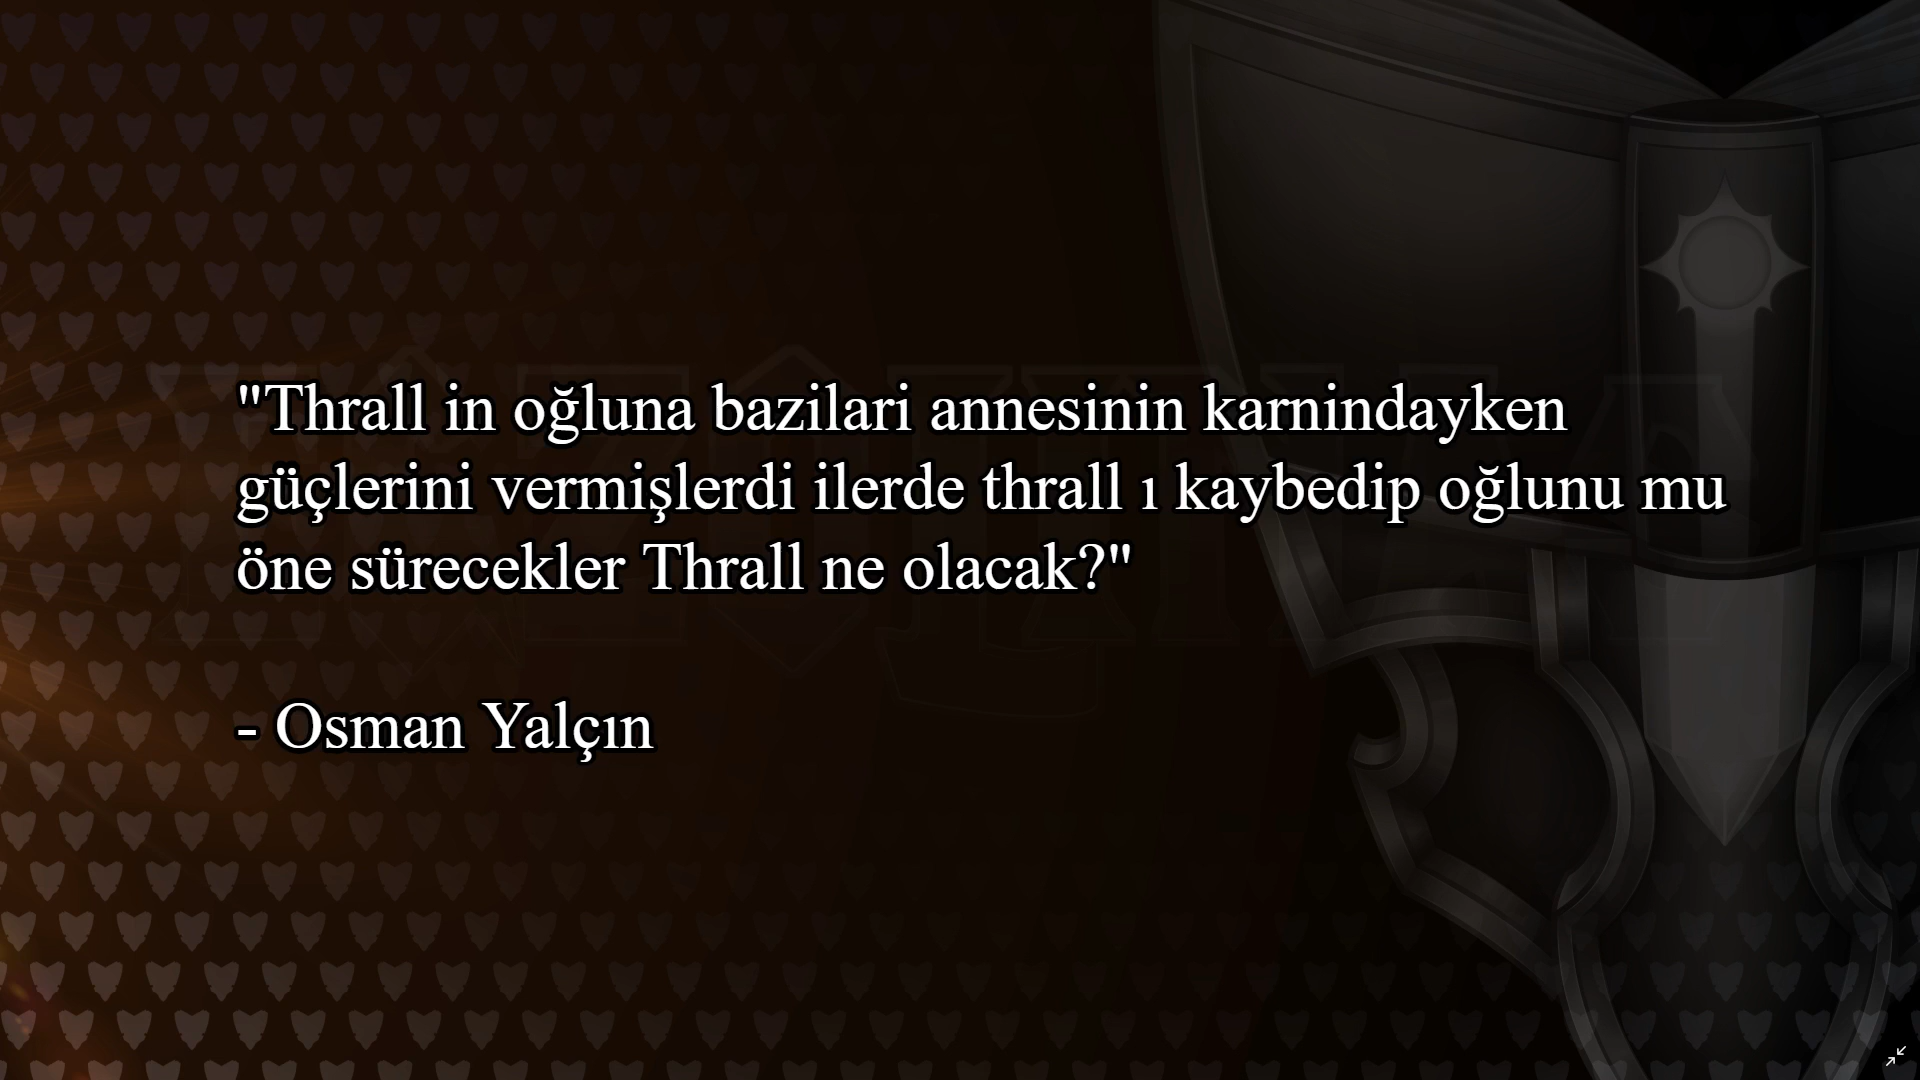 "Thrall in oğluna bazilari annesinin karnindayken
güçlerini vermişlerdi ilerde thrall ı kaybedip oğlunu mu
öne sürecekler Thrall ne olacak?"
- Osman Yalçın